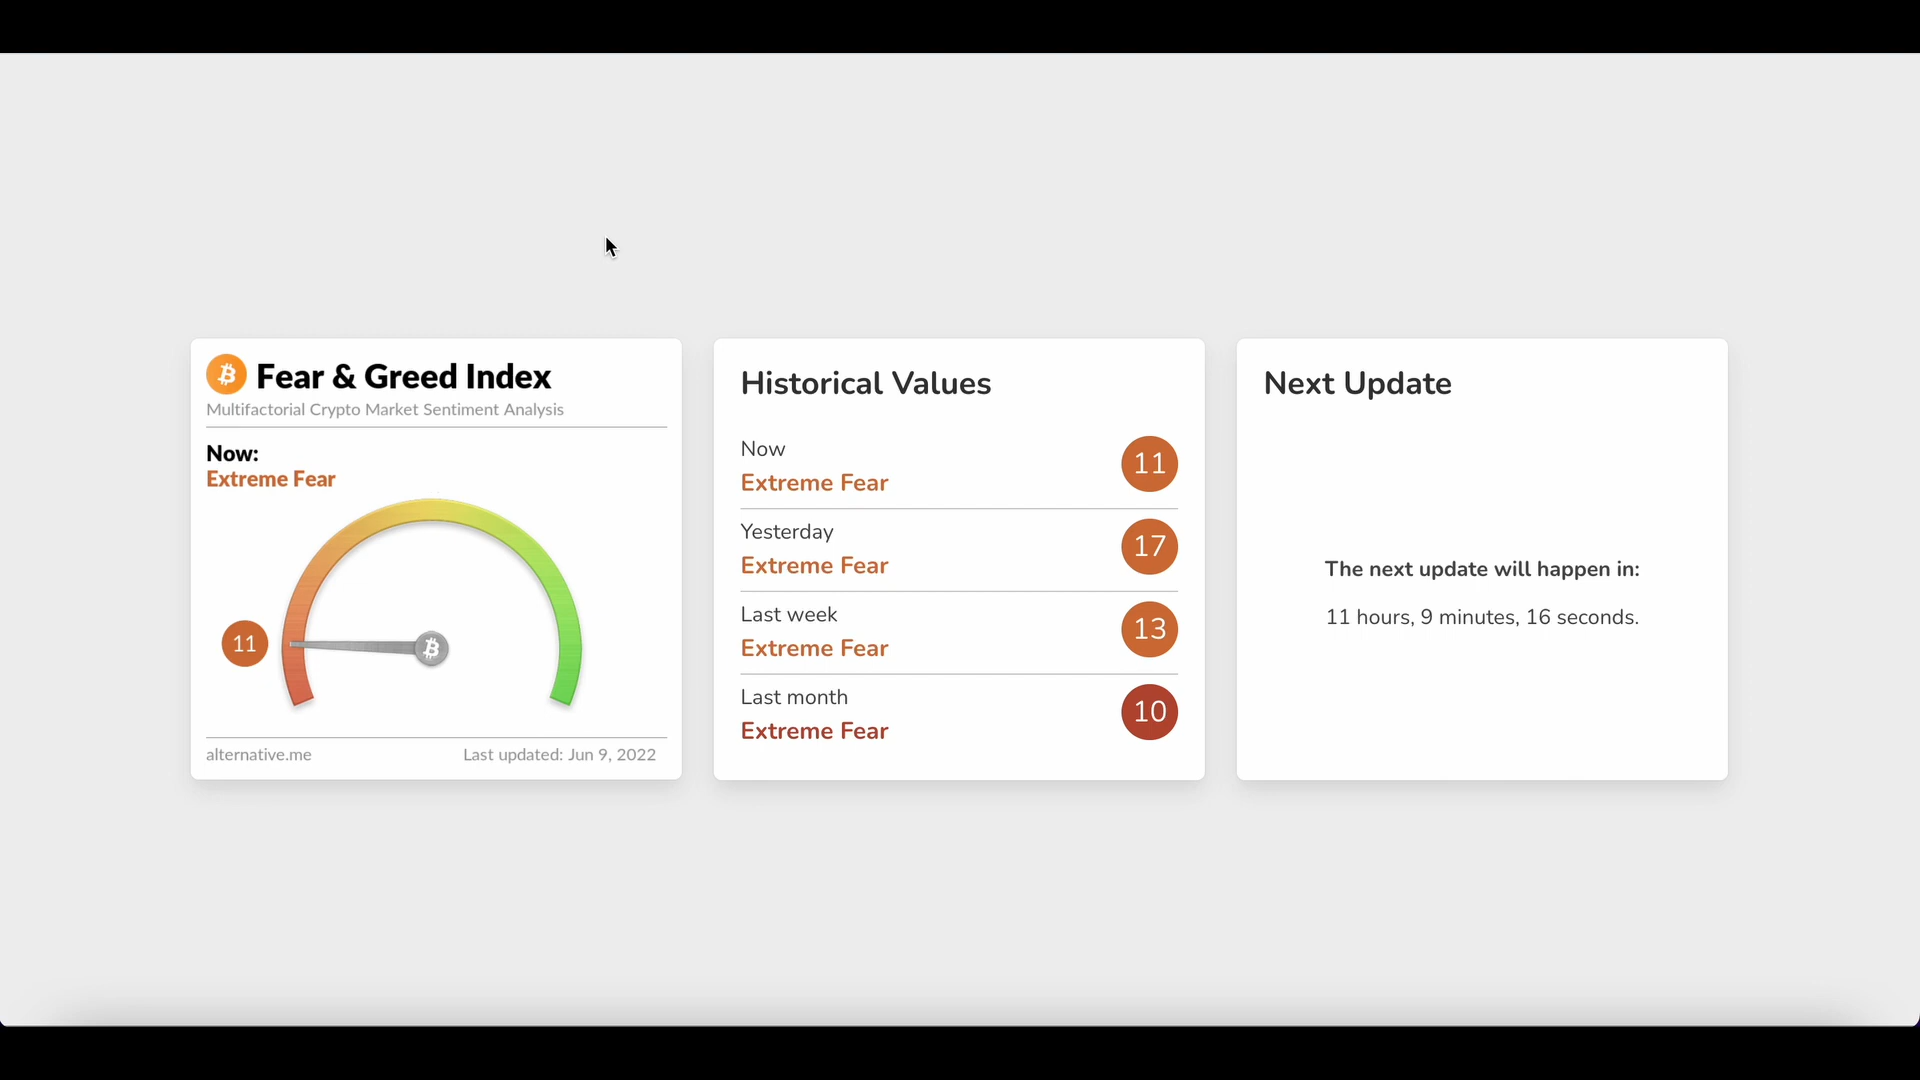 Fear & Greed Index
Multifactorial Crypto Market Sentiment Analysis
Now:
Extreme Fear
11
alternative.me
Last updated: Jun 9, 2022
Historical Values
Now
Extreme Fear
11
Yesterday
Extreme Fear
17
Last week
Extreme Fear
13
Last month
Extreme Fear
10
Next Update
The next update will happen in:
11 hours, 9 minutes, 16 seconds.